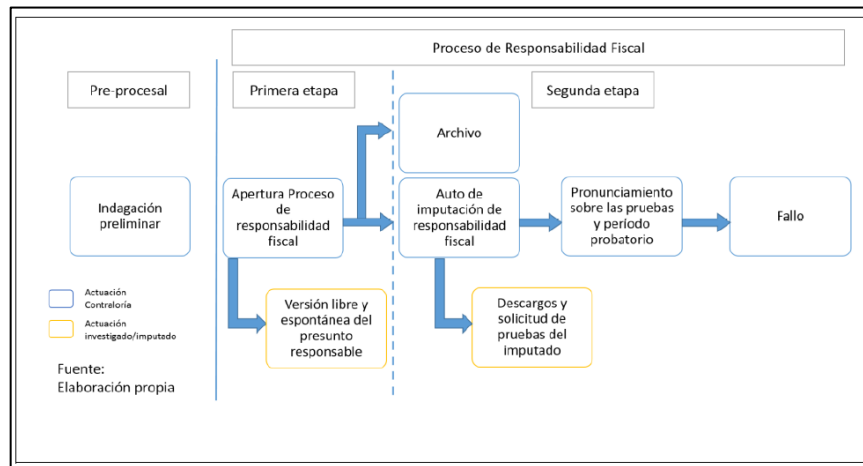 Proceso de Responsabilidad Fiscal
Pre-procesal
Primera etapa
Segunda etapa
Archivo
Indagación
preliminar
Apertura Proceso
de
responsabilidad
fiscal
Auto de
imputación de
responsabilidad
fiscal
Pronunciamiento
sobre las pruebas
y período
probatorio
Fallo
Actuación
Contraloría
Actuación
investigado/imputado
Versión libre y
espontánea del
presunto
responsable
Descargos y
solicitud de
pruebas del
imputado
Fuente:
Elaboración propia